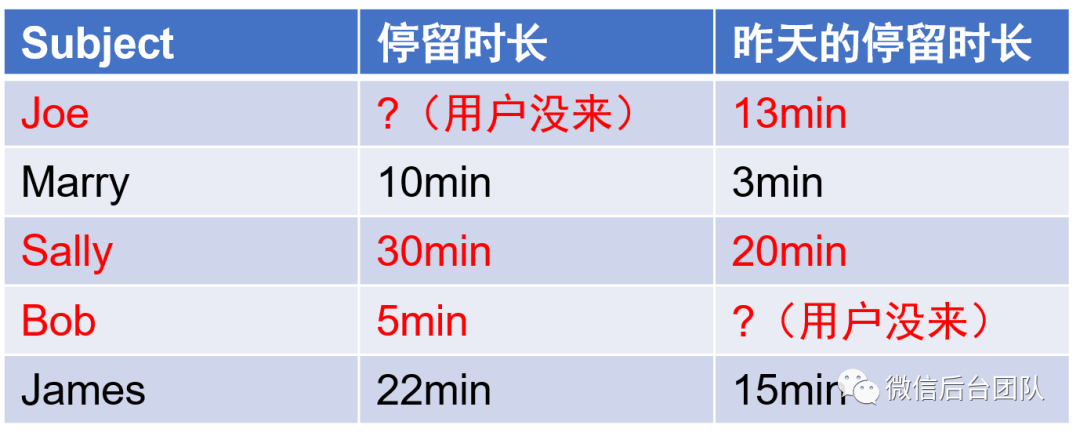 Subject 停留时长 昨天的停留时长
Joe ?（用户没来） 13min
Marry 10min 3min
Sally 30min 20min
Bob 5min ?（用户没来）
James 22min 15min
微信后台团队